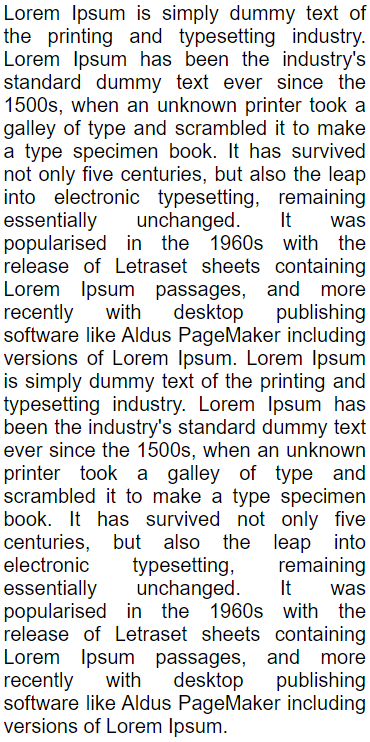 Lorem Ipsum is simply dummy text of
the printing and typesetting industry.
Lorem Ipsum has been the industry's
standard dummy text ever since the
1500s, when an unknown printer took a
galley of type and scrambled it to make
a type specimen book. It has survived
not only five centuries, but also the leap
into electronic typesetting, remaining
essentially unchanged. It was
popularised in the 1960s with the
release of Letraset sheets containing
Lorem Ipsum passages, and more
recently with desktop publishing
software like Aldus PageMaker including
versions of Lorem Ipsum. Lorem Ipsum
is simply dummy text of the printing and
typesetting industry. Lorem Ipsum has
been the industry's standard dummy text
ever since the 1500s, when an unknown
printer took a galley of type and
scrambled it to make a type specimen
book. It has survived not only five
centuries, but also the leap into
electronic typesetting, remaining
essentially unchanged. It was
popularised in the 1960s with the
release of Letraset sheets containing
Lorem Ipsum passages, and more
recently with desktop publishing
software like Aldus PageMaker including
versions of Lorem Ipsum.